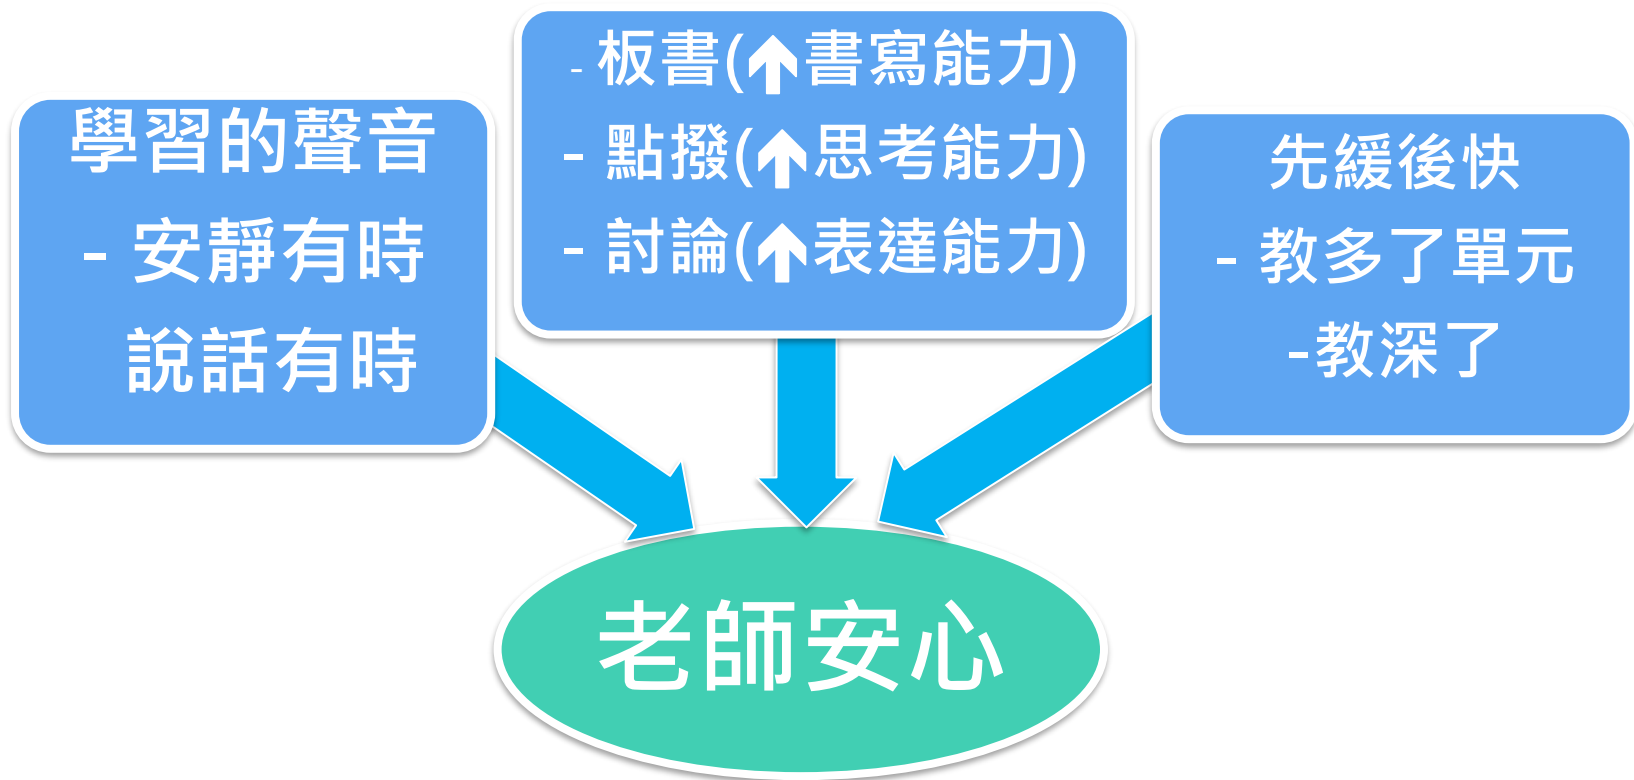 學習的聲音
- 安靜有時
說話有時
- 板書(↑書寫能力)
- 點撥(↑思考能力)
- 討論(↑表達能力)
先緩後快
- 教多了單元
-教深了
老師安心